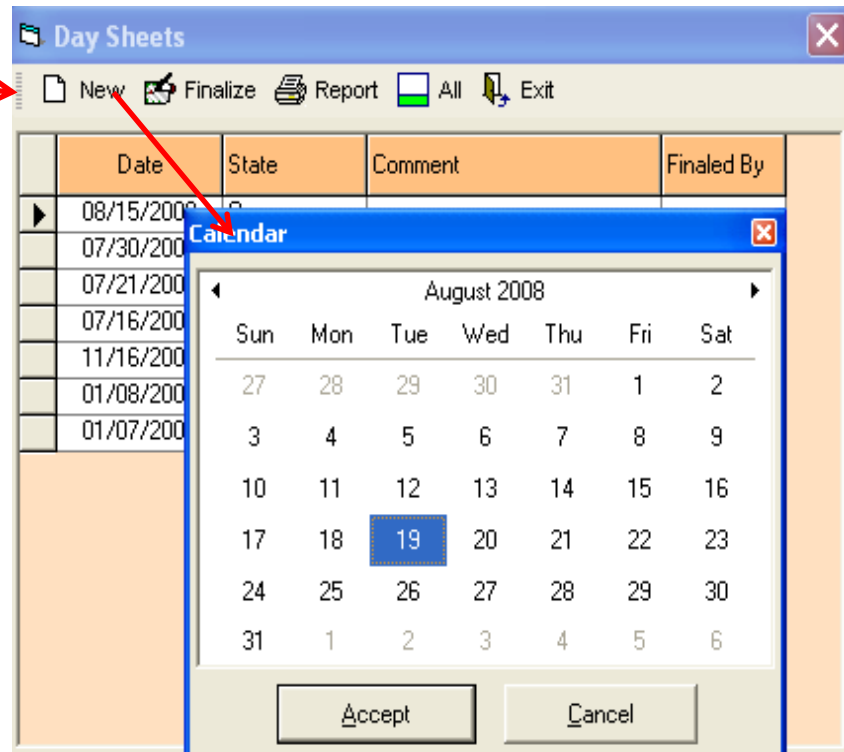 Day Sheets
New Finalize Report All Exit
Date State Comment Finaled By
08/15/200
07/30/200
07/21/200
07/16/200
11/16/200
01/08/200
01/07/200
Calendar
August 2008
Sun Mon Tue Wed Thu Fri Sat
27 28 29 30 31 1 2
3 4 5 6 7 8 9
10 11 12 13 14 15 16
17 18 19 20 21 22 23
24 25 26 27 28 29 30
31 1 2 3 4 5 6
Accept Cancel